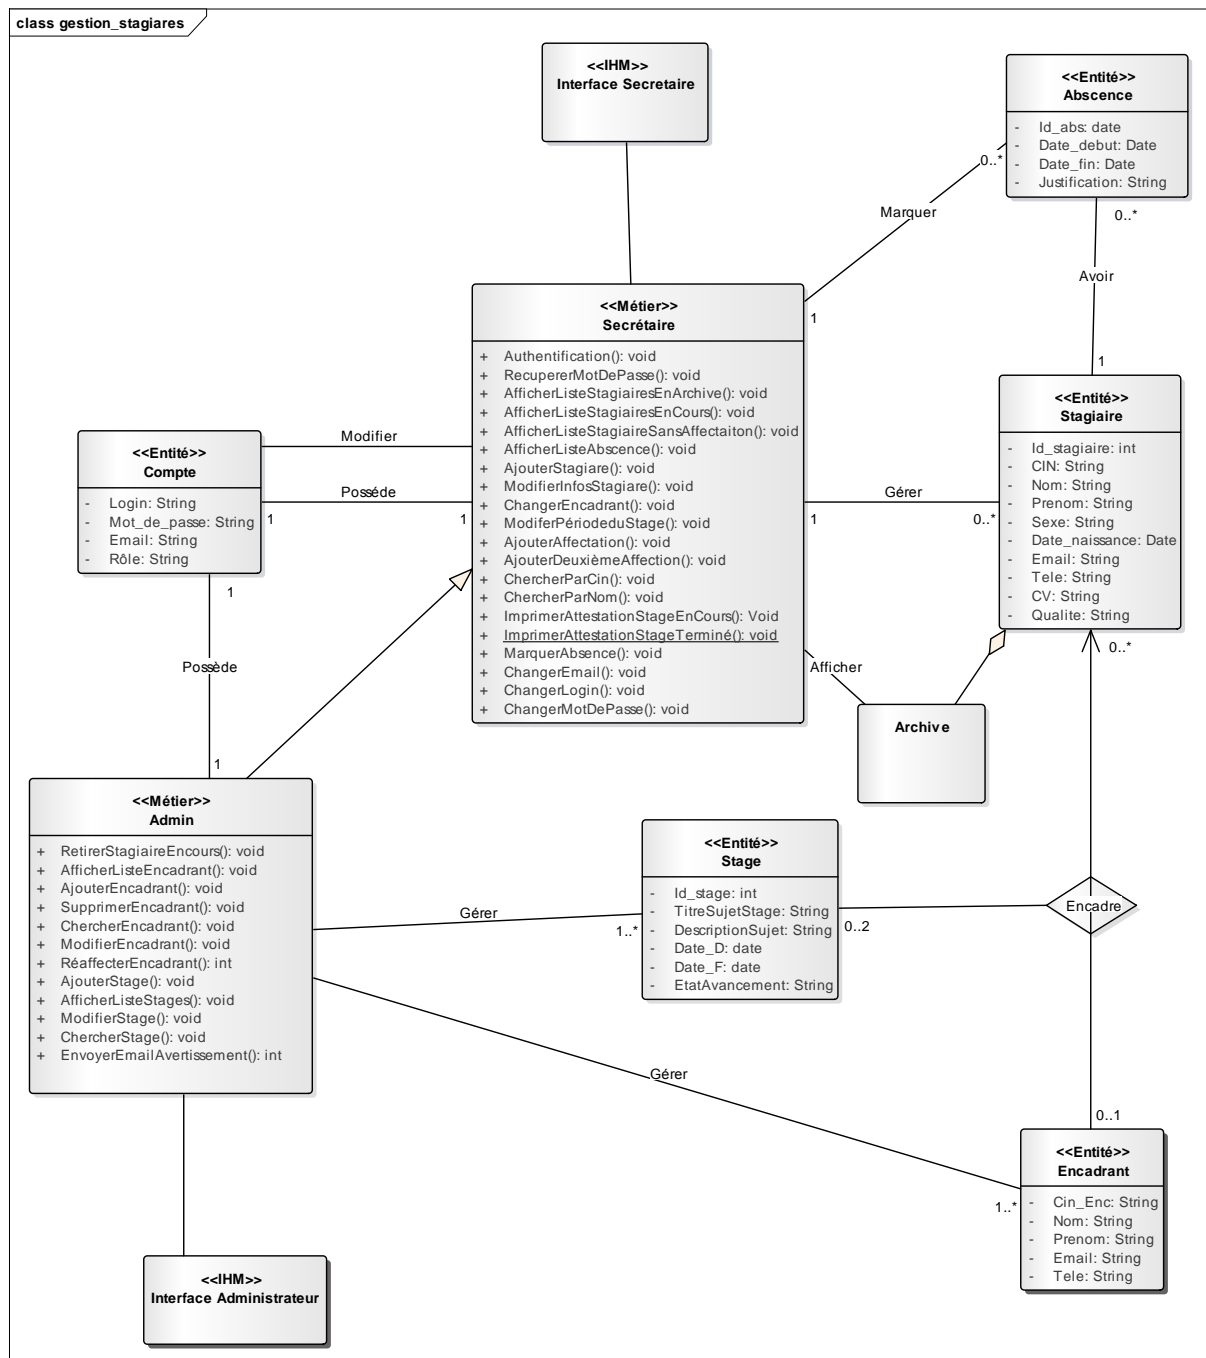 class gestion_stagiares
<<IHM>>
Interface Secretaire
<<Entité>>
Abscence
- Id_abs: date
- Date_debut: Date
- Date_fin: Date
- Justification: String
0..*
Marquer
1
0..*
Avoir
1
<<Métier>>
Secrétaire
+ Authentification(): void
+ RecupererMotDePasse(): void
+ AfficherListeStagiairesEnArchive(): void
+ AfficherListeStagiairesEnCours(): void
+ AfficherListeStagiaireSansAffectaiton(): void
+ AfficherListeAbscence(): void
+ AjouterStagiare(): void
+ ModifierInfosStagiare(): void
+ ChangerEncadrant(): void
+ ModiferPériodeduStage(): void
+ AjouterAffectation(): void
+ AjouterDeuxièmeAffection(): void
+ ChercherParCin(): void
+ ChercherParNom(): void
+ ImprimerAttestationStageEnCours(): Void
+ ImprimerAttestationStageTerminé(): void
+ MarquerAbsence(): void
+ ChangerEmail(): void
+ ChangerLogin(): void
+ ChangerMotDePasse(): void
<<Entité>>
Stagiaire
- Id_stagiaire: int
- CIN: String
- Nom: String
- Prenom: String
- Sexe: String
- Date_naissance: Date
- Email: String
- Tele: String
- CV: String
- Qualite: String
Gérer
1
0..*
0..*
<<Entité>>
Compte
- Login: String
- Mot_de_passe: String
- Email: String
- Rôle: String
Modifier
Posséde
1
1
1
Possède
1
Afficher
Archive
<<Métier>>
Admin
+ RetirerStagiaireEncours(): void
+ AfficherListeEncadrant(): void
+ AjouterEncadrant(): void
+ SupprimerEncadrant(): void
+ ChercherEncadrant(): void
+ ModifierEncadrant(): void
+ RéaffecterEncadrant(): int
+ AjouterStage(): void
+ AfficherListeStages(): void
+ ModifierStage(): void
+ ChercherStage(): void
+ EnvoyerEmailAvertissement(): int
Gérer
1..*
<<Entité>>
Stage
- Id_stage: int
- TitreSujetStage: String
- DescriptionSujet: String
- Date_D: date
- Date_F: date
- EtatAvancement: String
0..2
Encadre
Gérer
0..1
1..*
<<Entité>>
Encadrant
- Cin_Enc: String
- Nom: String
- Prenom: String
- Email: String
- Tele: String
<<IHM>>
Interface Administrateur